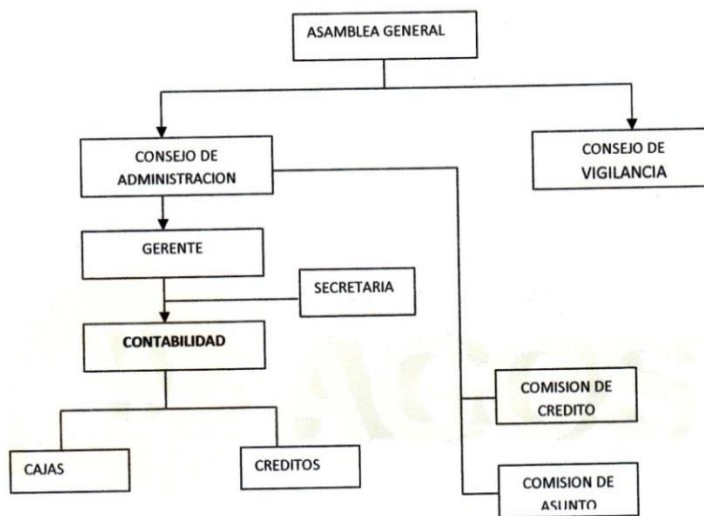 ASAMBLEA GENERAL
CONSEJO DE
ADMINISTRACION
CONSEJO DE
VIGILANCIA
GERENTE
SECRETARIA
CONTABILIDAD
COMISION DE
CREDITO
CAJAS
CREDITOS
COMISION DE
ASUNTO